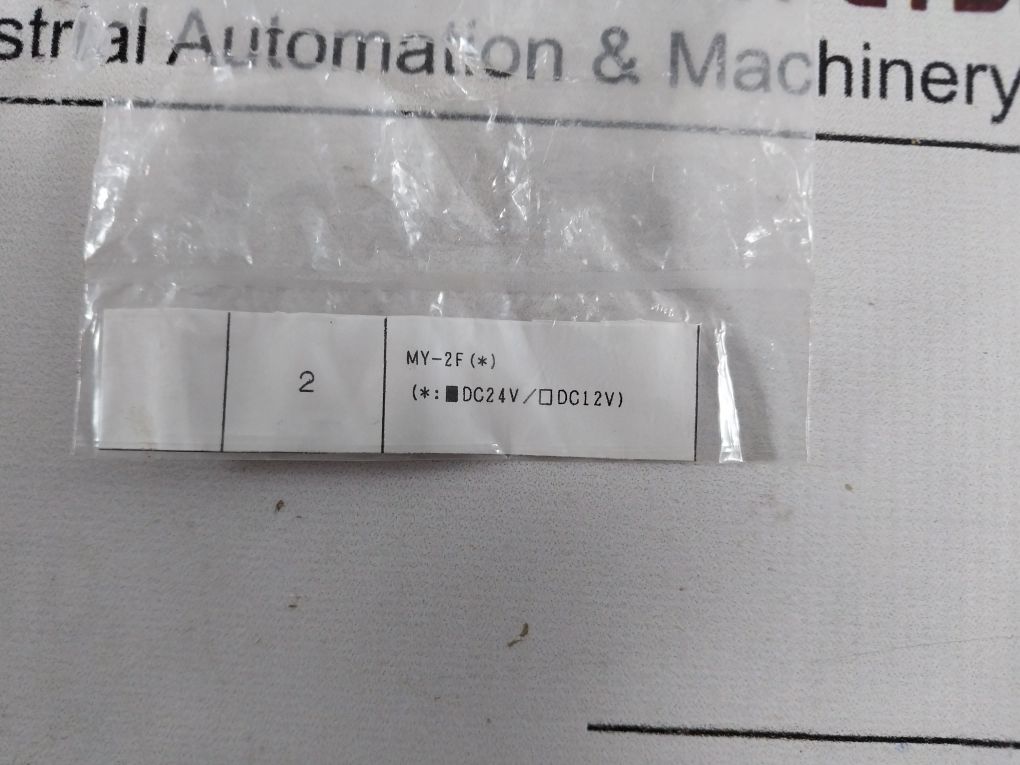 strial Automation & Machinery
2
MY-2F(*)
(*:■DC24V/□DC12V)